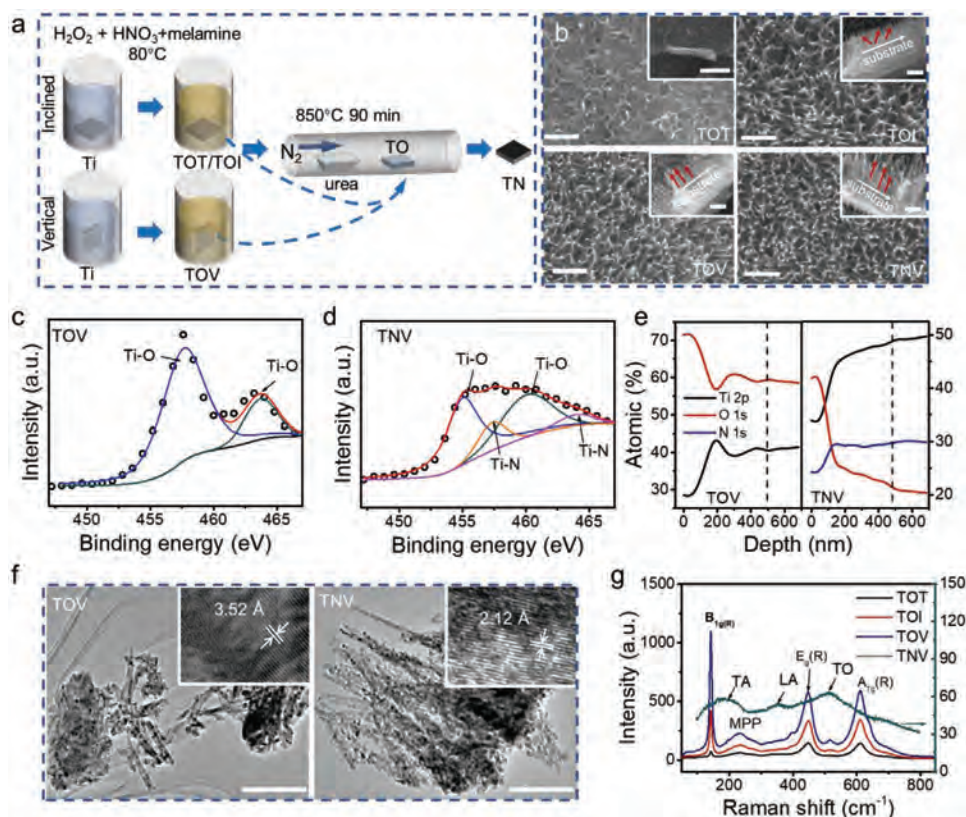 a
H₂O₂ + HNO₃+melamine
80°C
Inclined
Ti
TOT/TOI
850°C 90 min
N₂
TO
urea
TN
Vertical
Ti
TOV
b
TOT
substrate
TOI
substrate
TOV
substrate
TNV
c
TOV
Ti-O
Ti-O
Intensity (a.u.)
450 455 460 465
Binding energy (eV)
d
TNV
Ti-O
Ti-O
Ti-N
Ti-N
Intensity (a.u.)
450 455 460 465
Binding energy (eV)
e
Atomic (%)
70
60
50
40
30
Ti 2p
O 1s
N 1s
TOV
TNV
50
40
30
20
0 200 400 600 0 200 400 600
Depth (nm)
f
TOV
3.52 Å
TNV
2.12 Å
g
Intensity (a.u.)
1500
1000
500
0
B1g(R)
TA
MPP
LA
Eg(R)
TO
A1g(R)
TOT
TOI
TOV
TNV
150
120
90
60
30
0
200 400 600 800
Raman shift (cm⁻¹)